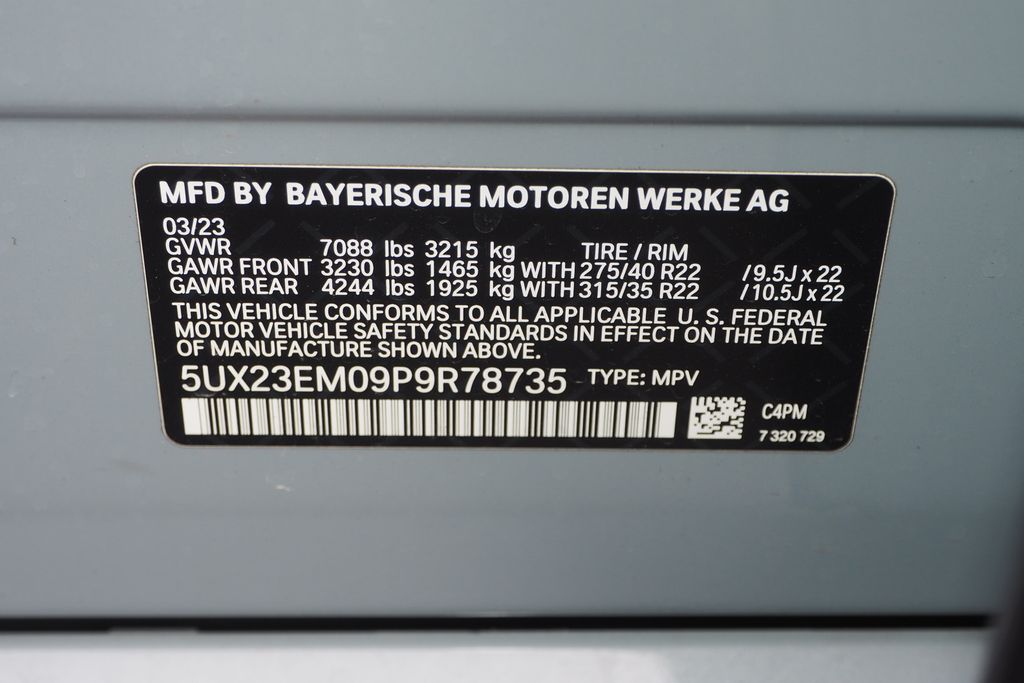 MFD BY BAYERISCHE MOTOREN WERKE AG
03/23
GVWR 7088 lbs 3215 kg TIRE / RIM
GAWR FRONT 3230 lbs 1465 kg WITH 275/40 R22 /9.5J x 22
GAWR REAR 4244 lbs 1925 kg WITH 315/35 R22 /10.5J x 22
THIS VEHICLE CONFORMS TO ALL APPLICABLE U. S. FEDERAL
MOTOR VEHICLE SAFETY STANDARDS IN EFFECT ON THE DATE
OF MANUFACTURE SHOWN ABOVE.
5UX23EM09P9R78735 TYPE: MPV
C4PM
7 320 729